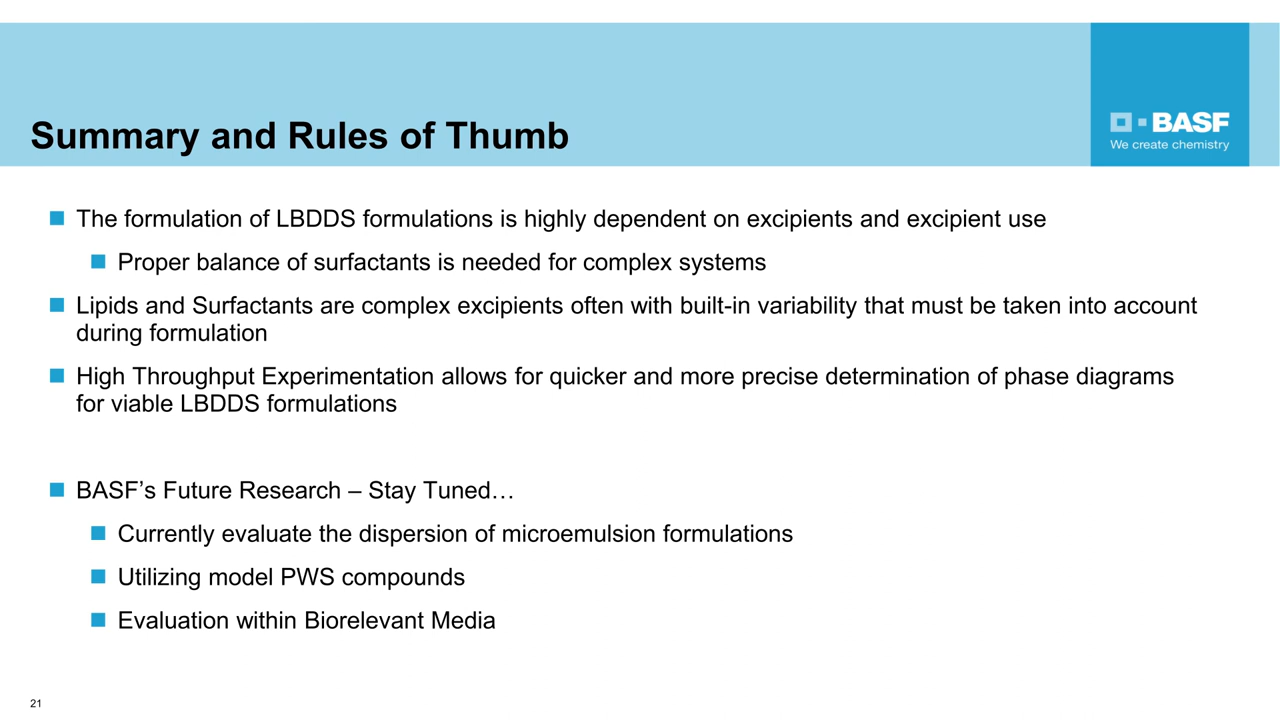 Summary and Rules of Thumb
BASF
We create chemistry
The formulation of LBDDS formulations is highly dependent on excipients and excipient use
Proper balance of surfactants is needed for complex systems
Lipids and Surfactants are complex excipients often with built-in variability that must be taken into account
during formulation
High Throughput Experimentation allows for quicker and more precise determination of phase diagrams
for viable LBDDS formulations
BASF’s Future Research – Stay Tuned…
Currently evaluate the dispersion of microemulsion formulations
Utilizing model PWS compounds
Evaluation within Biorelevant Media
21